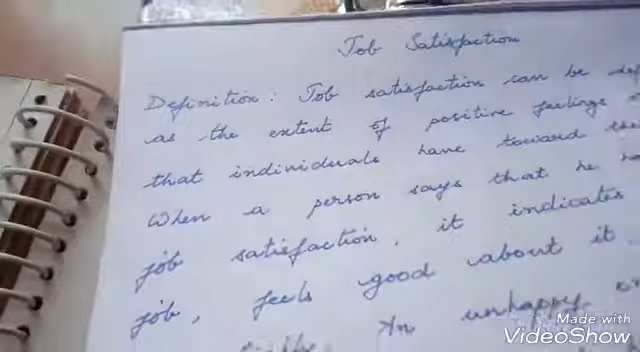 Job Satisfaction
Definition: Job satisfaction can be
as the extent of positive feelings
that individuals have toward
When a person says that he
job satisfaction, it indicates
job, feels good about it
An unhappy
Made with
VideoShow